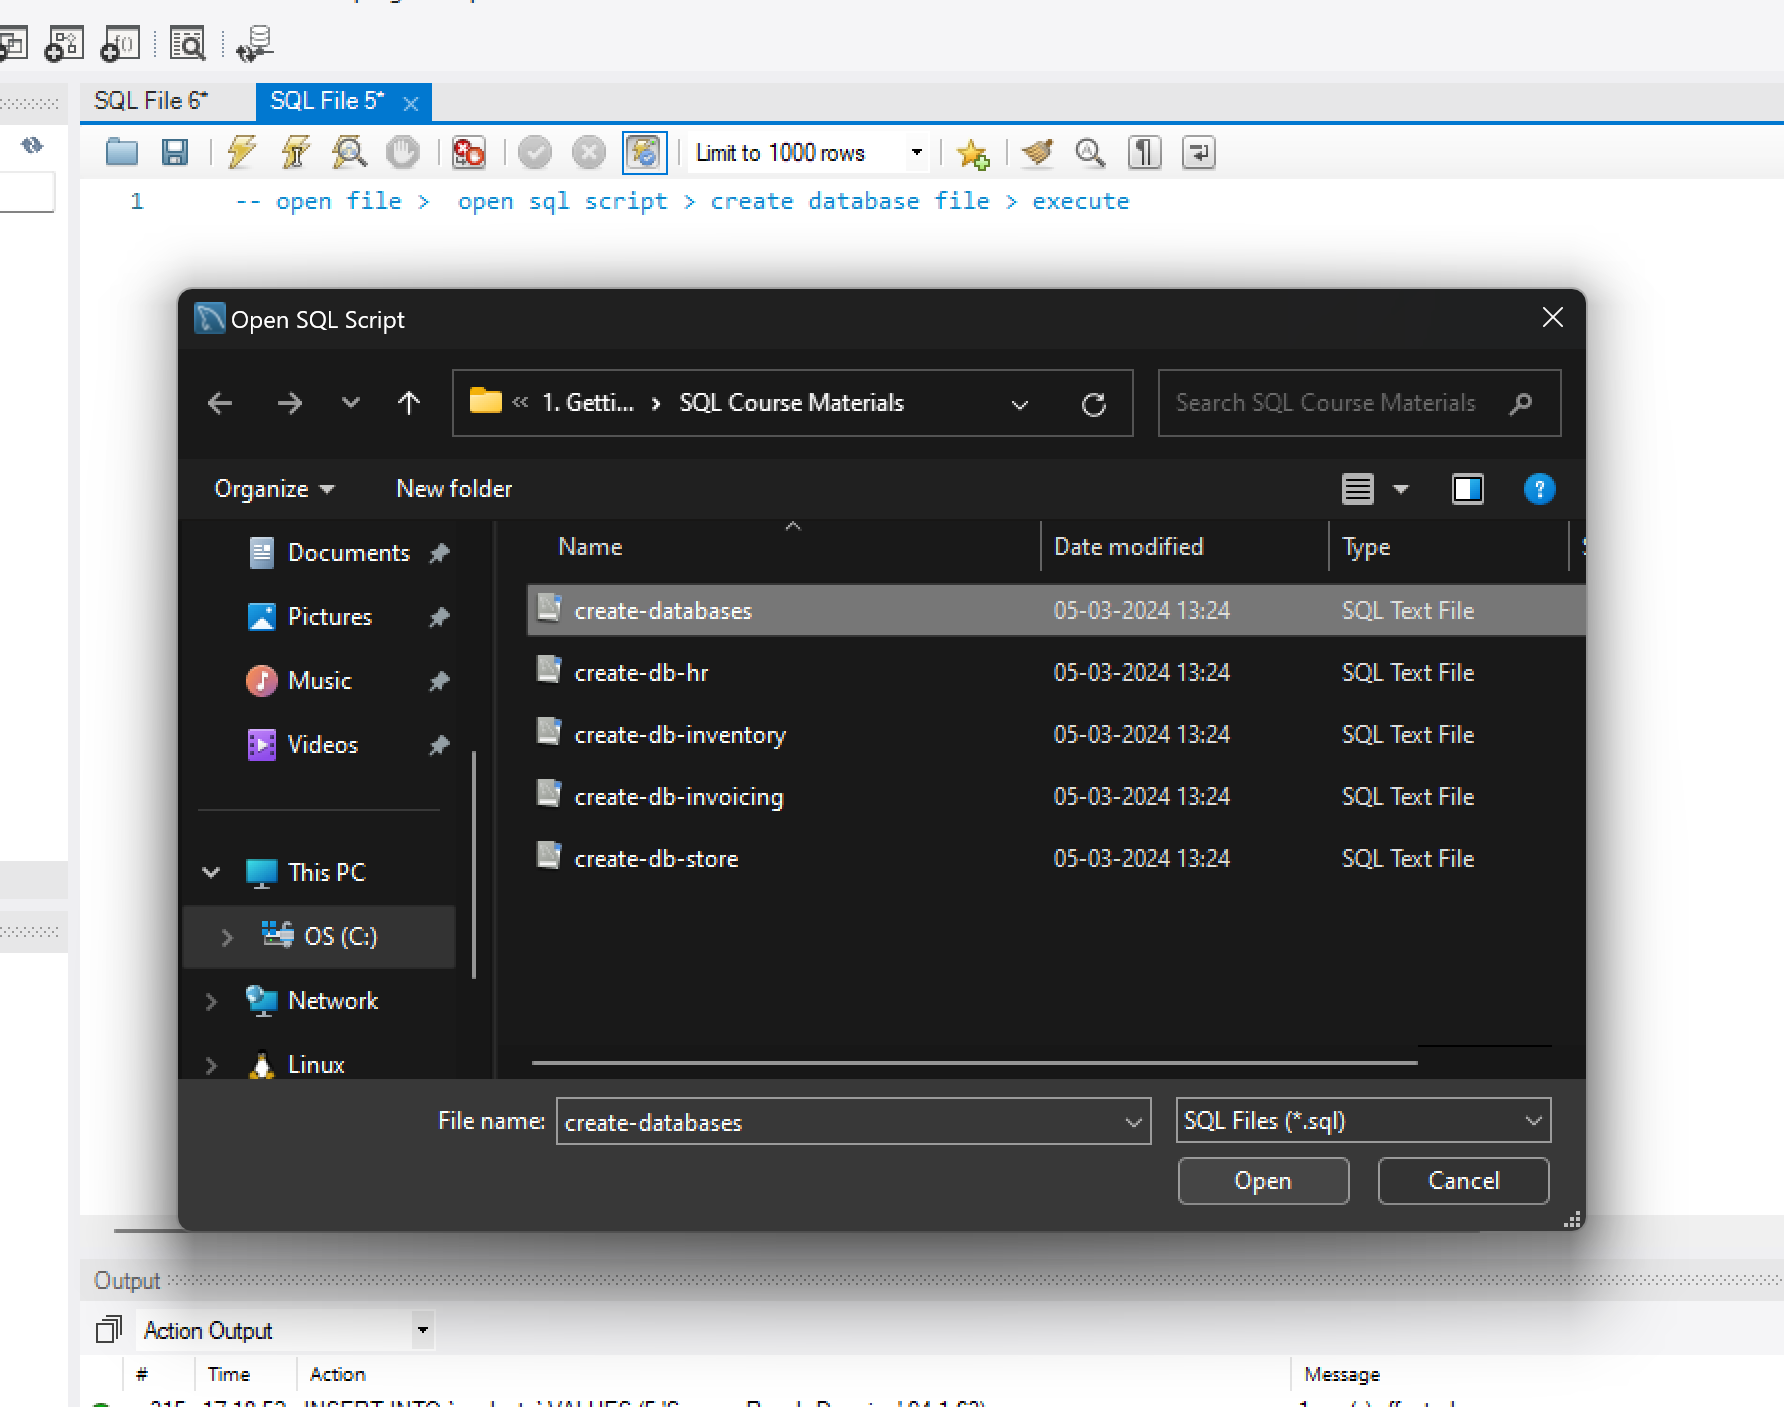 SQL File 6*
SQL File 5*
Limit to 1000 rows
1 -- open file > open sql script > create database file > execute
Open SQL Script
« 1. Getti... > SQL Course Materials
Search SQL Course Materials
Organize
New folder
Documents
Pictures
Music
Videos
This PC
OS (C:)
Network
Linux
Name Date modified Type
create-databases 05-03-2024 13:24 SQL Text File
create-db-hr 05-03-2024 13:24 SQL Text File
create-db-inventory 05-03-2024 13:24 SQL Text File
create-db-invoicing 05-03-2024 13:24 SQL Text File
create-db-store 05-03-2024 13:24 SQL Text File
File name: create-databases
SQL Files (*.sql)
Open
Cancel
Output
Action Output
# Time Action Message